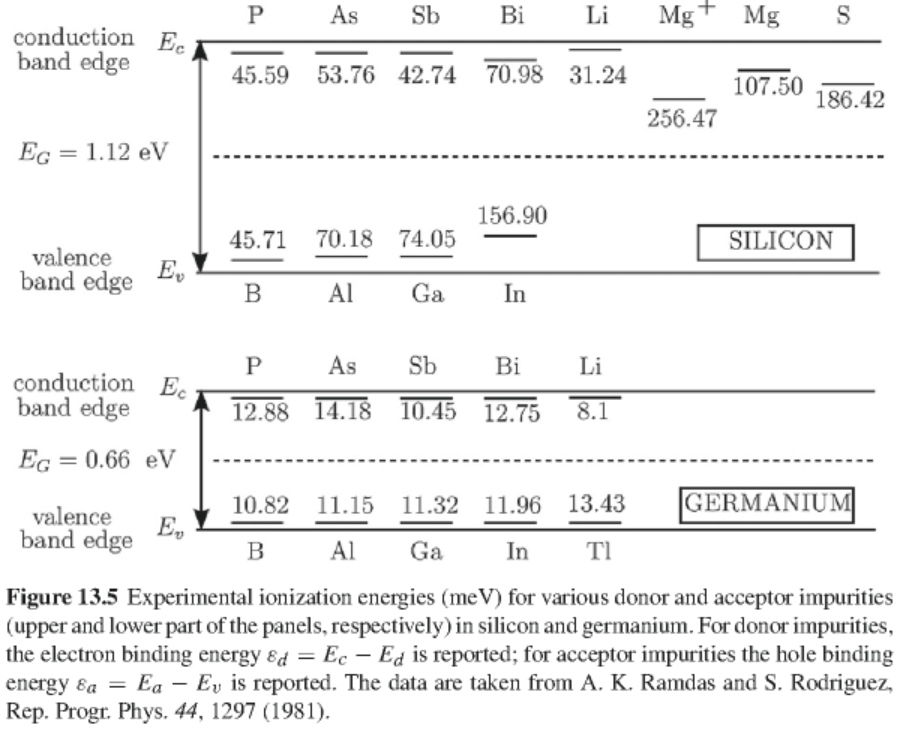 P As Sb Bi Li Mg+ Mg S
conduction
band edge
Ec
45.59 53.76 42.74 70.98 31.24 256.47 107.50 186.42
EG = 1.12 eV
45.71 70.18 74.05 156.90
SILICON
valence
band edge
Ev
B Al Ga In
P As Sb Bi Li
conduction
band edge
Ec
12.88 14.18 10.45 12.75 8.1
EG = 0.66 eV
10.82 11.15 11.32 11.96 13.43
GERMANIUM
valence
band edge
Ev
B Al Ga In Tl
Figure 13.5 Experimental ionization energies (meV) for various donor and acceptor impurities
(upper and lower part of the panels, respectively) in silicon and germanium. For donor impurities,
the electron binding energy εd = Ec − Ed is reported; for acceptor impurities the hole binding
energy εa = Ea − Ev is reported. The data are taken from A. K. Ramdas and S. Rodriguez,
Rep. Progr. Phys. 44, 1297 (1981).